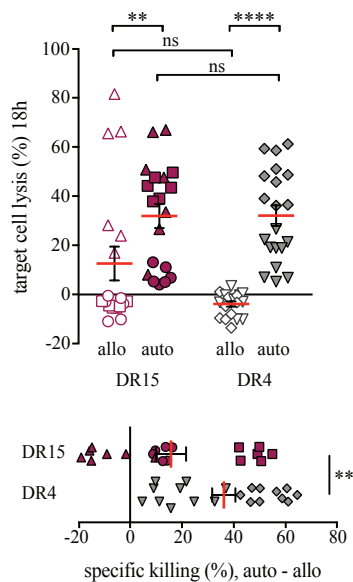 ** ****
ns
ns
target cell lysis (%) 18h
100
80
60
40
20
0
-20
allo auto allo auto
DR15 DR4
DR15
DR4
**
-20 0 20 40 60 80
specific killing (%), auto - allo